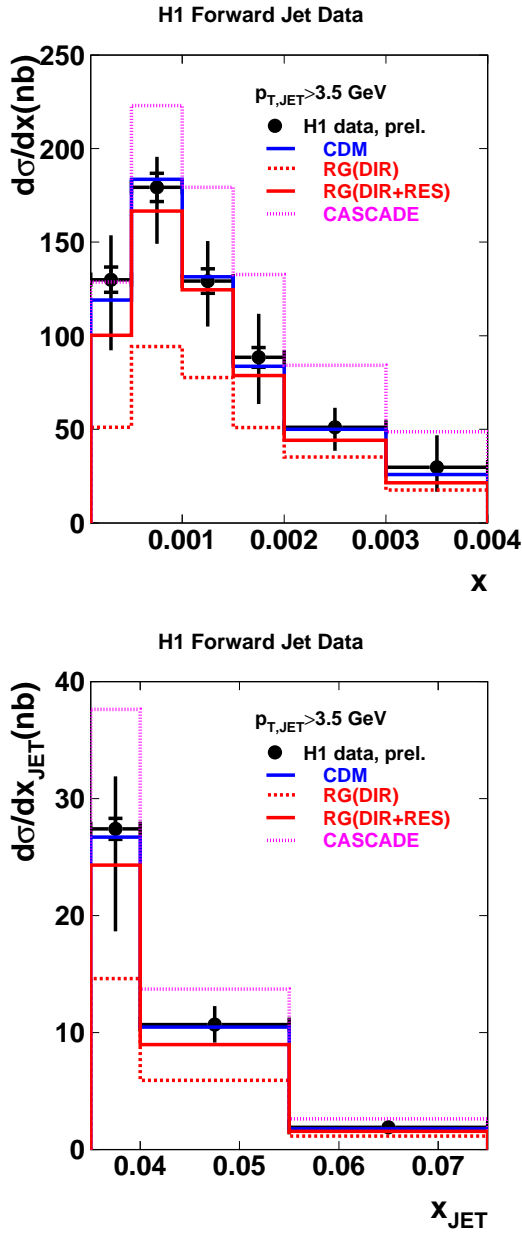 H1 Forward Jet Data
dσ/dx(nb)
250
200
150
100
50
0
p_T,JET>3.5 GeV
H1 data, prel.
CDM
RG(DIR)
RG(DIR+RES)
CASCADE
0.001 0.002 0.003 0.004
x
H1 Forward Jet Data
dσ/dx_JET(nb)
40
30
20
10
0
p_T,JET>3.5 GeV
H1 data, prel.
CDM
RG(DIR)
RG(DIR+RES)
CASCADE
0.04 0.05 0.06 0.07
x_JET